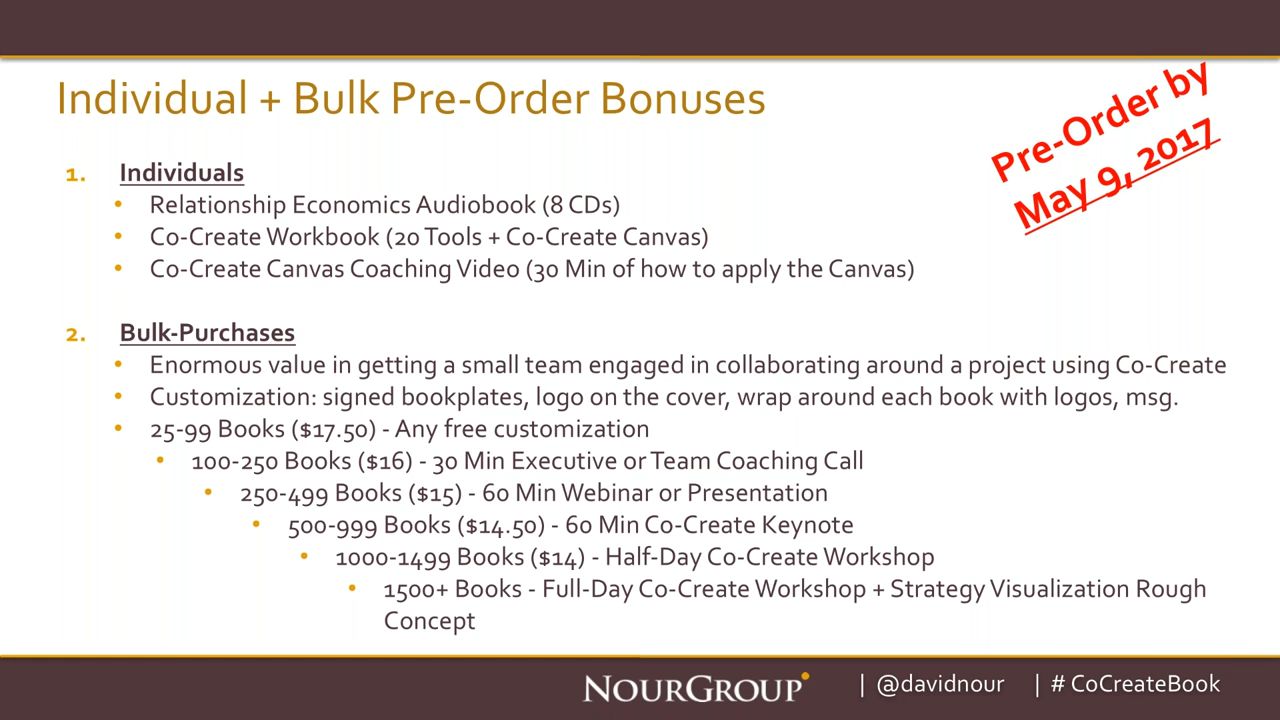 Individual + Bulk Pre-Order Bonuses
Pre-Order by
May 9, 2017
1. Individuals
• Relationship Economics Audiobook (8 CDs)
• Co-Create Workbook (20 Tools + Co-Create Canvas)
• Co-Create Canvas Coaching Video (30 Min of how to apply the Canvas)
2. Bulk-Purchases
• Enormous value in getting a small team engaged in collaborating around a project using Co-Create
• Customization: signed bookplates, logo on the cover, wrap around each book with logos, msg.
• 25-99 Books ($17.50) - Any free customization
• 100-250 Books ($16) - 30 Min Executive or Team Coaching Call
• 250-499 Books ($15) - 60 Min Webinar or Presentation
• 500-999 Books ($14.50) - 60 Min Co-Create Keynote
• 1000-1499 Books ($14) - Half-Day Co-Create Workshop
• 1500+ Books - Full-Day Co-Create Workshop + Strategy Visualization Rough
Concept
NOURGROUP | @davidnour | # CoCreateBook